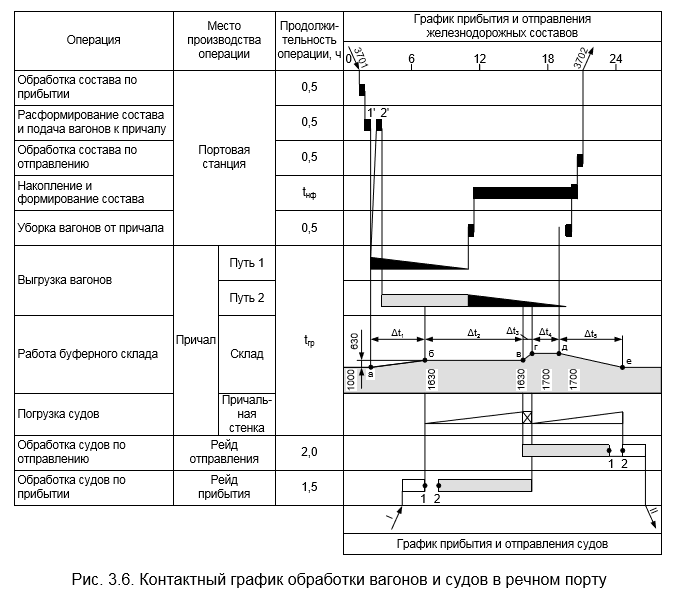 Операция
Место
производства
операции
Продолжи-
тельность
операции, ч
График прибытия и отправления
железнодорожных составов
0 3701 6 12 18 3702 24
Обработка состава по
прибытии
0,5
Расформирование состава
и подача вагонов к причалу
0,5
1' 2'
Обработка состава по
отправлению
Портовая
станция
0,5
Накопление и
формирование состава
tнф
Уборка вагонов от причала
0,5
Выгрузка вагонов
Причал
Путь 1
Путь 2
tгр
Работа буферного склада
Склад
Δt₁ Δt₂ Δt₃ Δt₄ Δt₅
630
а б в г д е
1000 1630 1630 1700 1700
Погрузка судов
Причаль-
ная
стенка
Обработка судов по
отправлению
Рейд
отправления
2,0
1 2
Обработка судов по
прибытии
Рейд
прибытия
1,5
1 2
I II
График прибытия и отправления судов
Рис. 3.6. Контактный график обработки вагонов и судов в речном порту